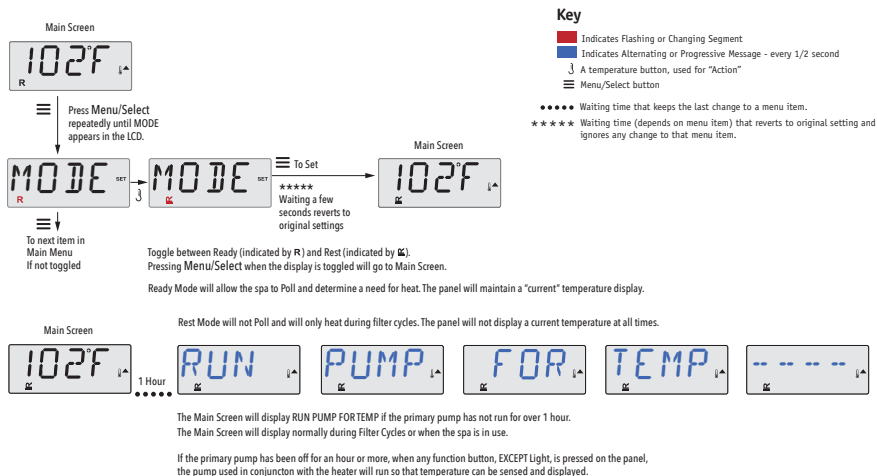 Key
Indicates Flashing or Changing Segment
Indicates Alternating or Progressive Message - every 1/2 second
A temperature button, used for "Action"
Menu/Select button
••••• Waiting time that keeps the last change to a menu item.
***** Waiting time (depends on menu item) that reverts to original setting and
ignores any change to that menu item.
Main Screen
102°F
R
Press Menu/Select
repeatedly until MODE
appears in the LCD.
MODE SET
R
MODE SET
To Set
*****
Waiting a few
seconds reverts to
original settings
Main Screen
102°F
To next item in
Main Menu
If not toggled
Toggle between Ready (indicated by R) and Rest (indicated by ).
Pressing Menu/Select when the display is toggled will go to Main Screen.
Ready Mode will allow the spa to Poll and determine a need for heat. The panel will maintain a "current" temperature display.
Rest Mode will not Poll and will only heat during filter cycles. The panel will not display a current temperature at all times.
Main Screen
102°F
1 Hour
•••••
RUN
PUMP
FOR
TEMP
-- -- -- --
The Main Screen will display RUN PUMP FOR TEMP if the primary pump has not run for over 1 hour.
The Main Screen will display normally during Filter Cycles or when the spa is in use.
If the primary pump has been off for an hour or more, when any function button, EXCEPT Light, is pressed on the panel,
the pump used in conjuncton with the heater will run so that temperature can be sensed and displayed.